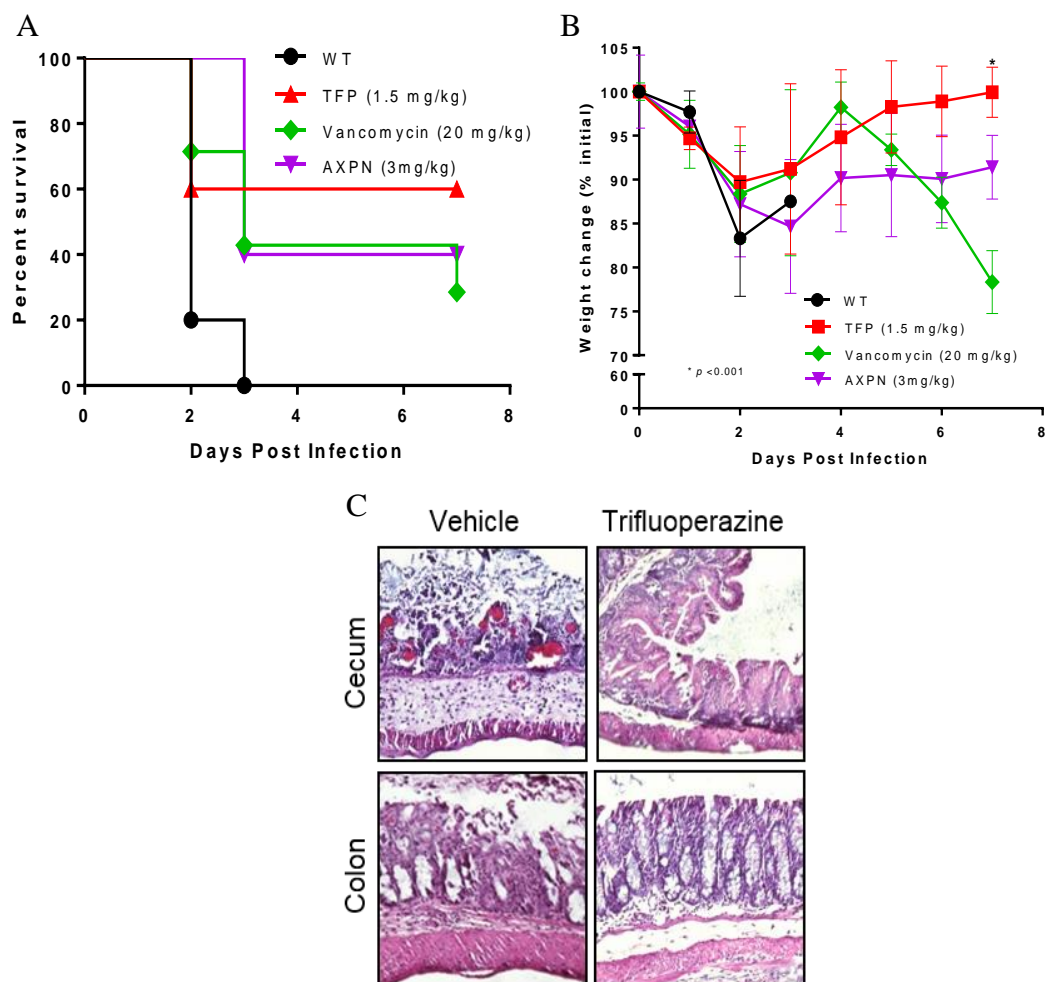 A
100
80
60
40
20
0
Percent survival
0 2 4 6 8
Days Post Infection
WT
TFP (1.5 mg/kg)
Vancomycin (20 mg/kg)
AXPN (3mg/kg)
B
105
100
95
90
85
80
75
70
60
0
Weight change (% initial)
*
WT
TFP (1.5 mg/kg)
Vancomycin (20 mg/kg)
AXPN (3mg/kg)
* p <0.001
0 2 4 6 8
Days Post Infection
C
Vehicle Trifluoperazine
Cecum
Colon